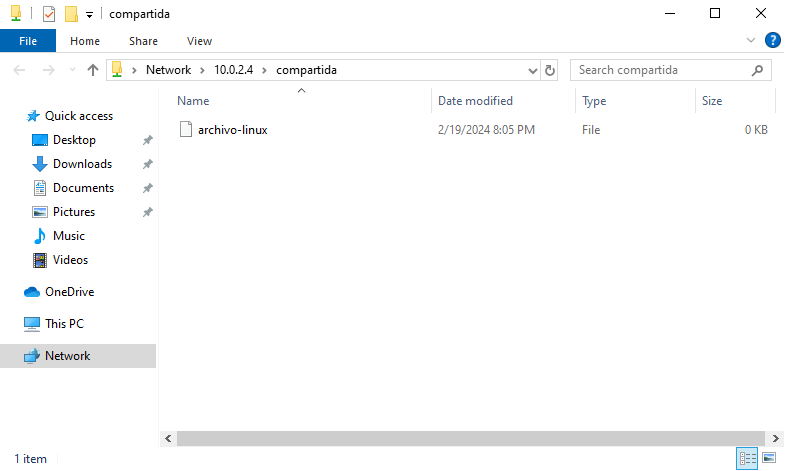 compartida
File Home Share View
Network 10.0.2.4 compartida Search compartida
Name Date modified Type Size
archivo-linux 2/19/2024 8:05 PM File 0 KB
Quick access
Desktop
Downloads
Documents
Pictures
Music
Videos
OneDrive
This PC
Network
1 item